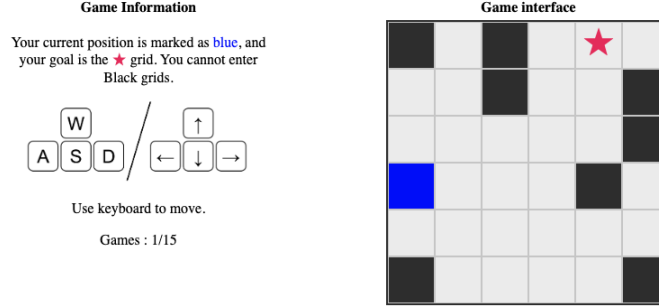 Game Information
Your current position is marked as blue, and
your goal is the ★ grid. You cannot enter
Black grids.
W
A S D
↑
← ↓ →
Use keyboard to move.
Games : 1/15
Game interface